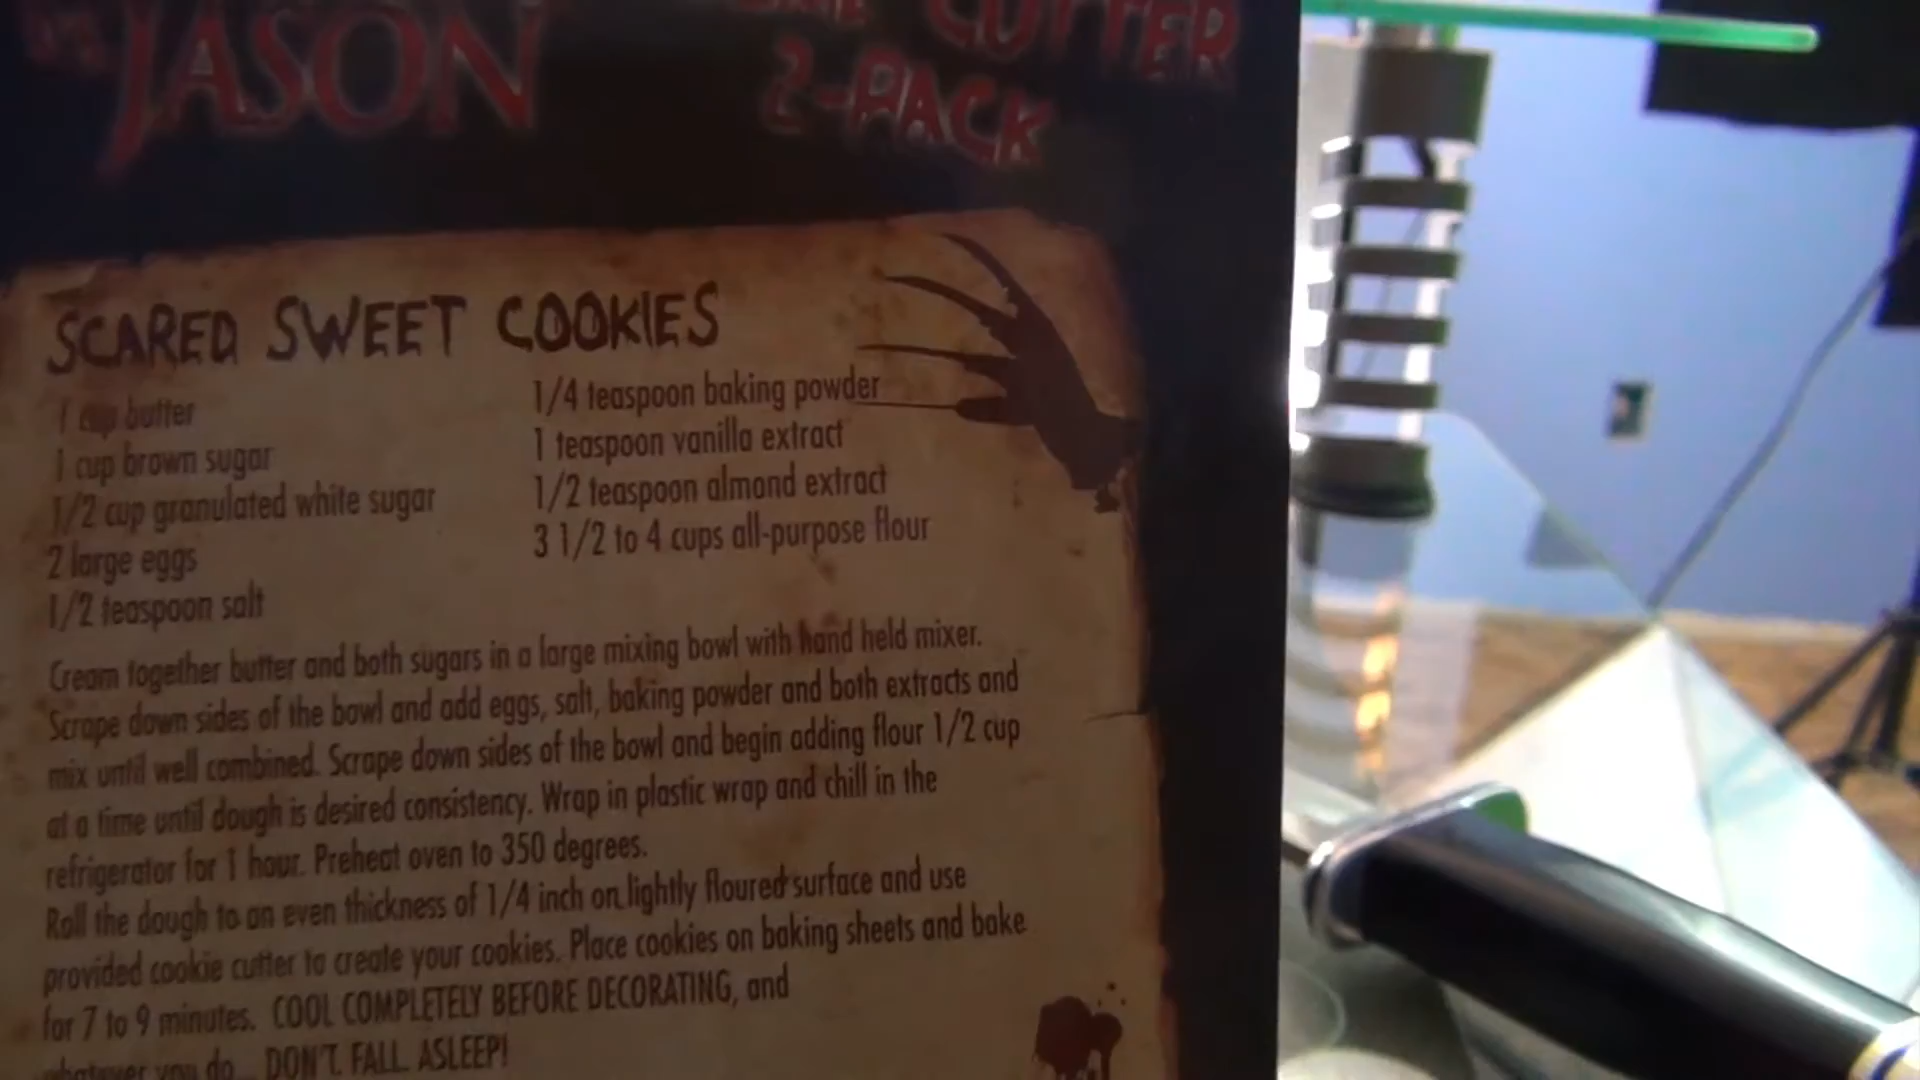 VS. JASON
CUTTER
2-PACK
SCARED SWEET COOKIES
1 cup butter
1 cup brown sugar
1/2 cup granulated white sugar
2 large eggs
1/2 teaspoon salt
1/4 teaspoon baking powder
1 teaspoon vanilla extract
1/2 teaspoon almond extract
3 1/2 to 4 cups all-purpose flour
Cream together butter and both sugars in a large mixing bowl with hand held mixer.
Scrape down sides of the bowl and add eggs, salt, baking powder and both extracts and
mix until well combined. Scrape down sides of the bowl and begin adding flour 1/2 cup
at a time until dough is desired consistency. Wrap in plastic wrap and chill in the
refrigerator for 1 hour. Preheat oven to 350 degrees.
Roll the dough to an even thickness of 1/4 inch on lightly floured surface and use
provided cookie cutter to create your cookies. Place cookies on baking sheets and bake
for 7 to 9 minutes. COOL COMPLETELY BEFORE DECORATING, and
whatever you do... DON'T FALL ASLEEP!